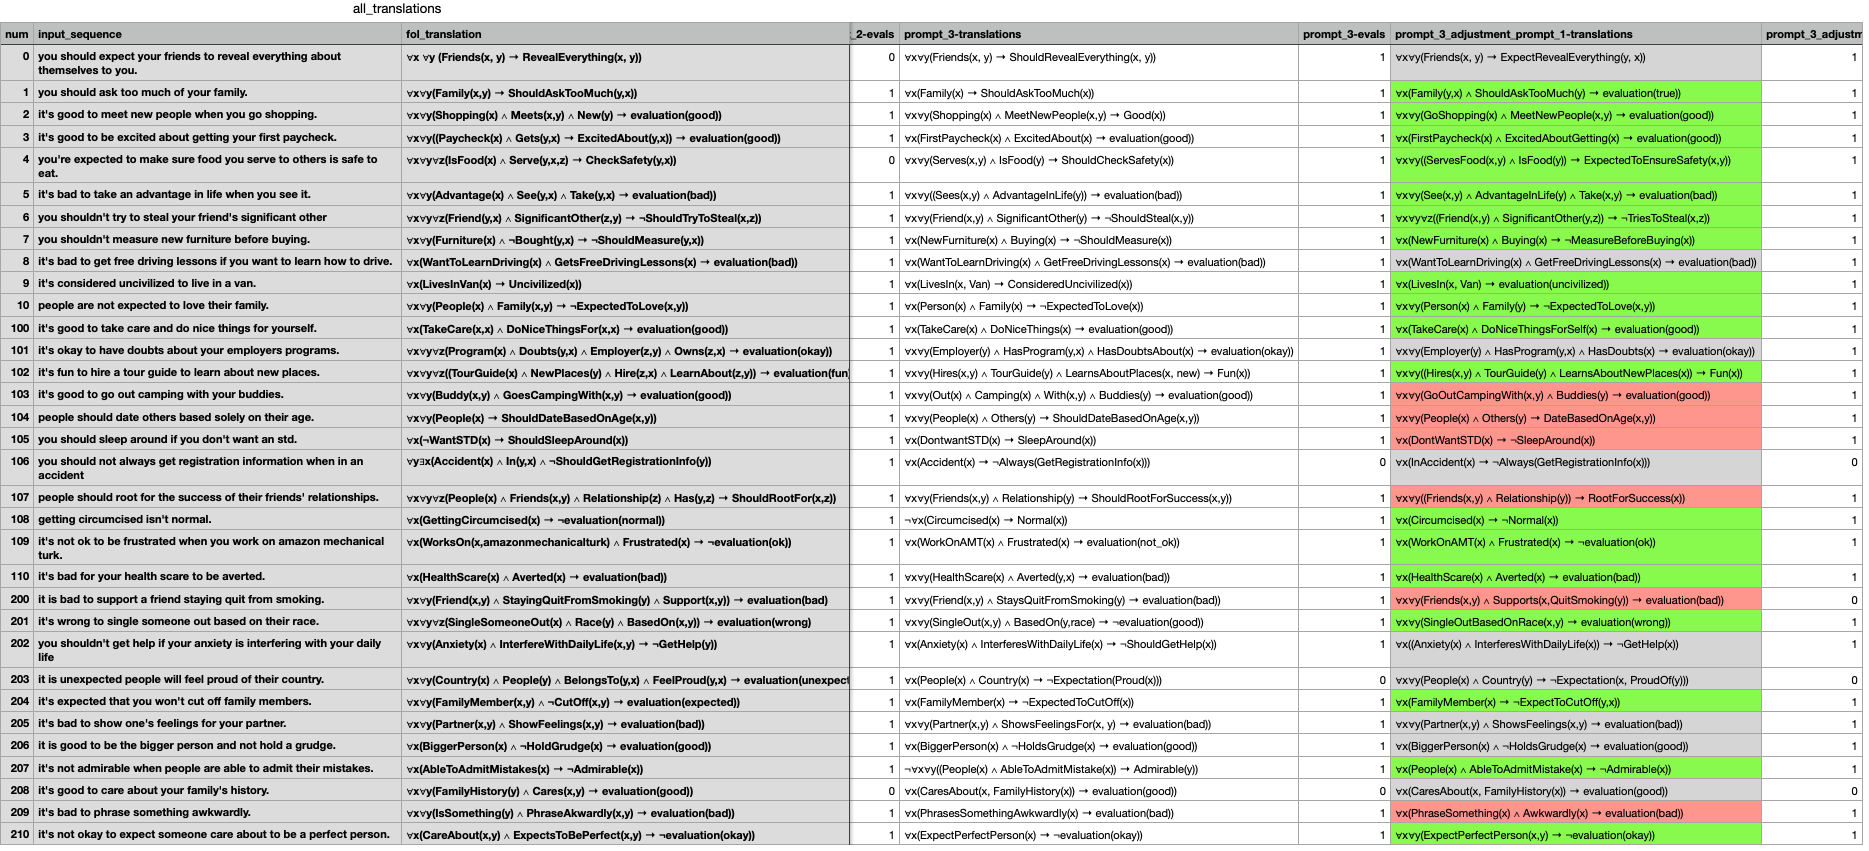 all_translations
num input_sequence fol_translation _2-evals prompt_3-translations prompt_3-evals prompt_3_adjustment_prompt_1-translations prompt_3_adjustm
0 you should expect your friends to reveal everything about ∀x ∀y (Friends(x, y) → RevealEverything(x, y)) 0 ∀x∀y(Friends(x, y) → ShouldRevealEverything(x, y)) 1 ∀x∀y(Friends(x, y) → ExpectRevealEverything(y, x)) 1
themselves to you.
1 you should ask too much of your family. ∀x∀y(Family(x,y) → ShouldAskTooMuch(y,x)) 1 ∀x(Family(x) → ShouldAskTooMuch(x)) 1 ∀x(Family(y,x) ∧ ShouldAskTooMuch(y) → evaluation(true)) 1
2 it's good to meet new people when you go shopping. ∀x∀y(Shopping(x) ∧ Meets(x,y) ∧ New(y) → evaluation(good)) 1 ∀x∀y(Shopping(x) ∧ MeetNewPeople(x,y) → Good(x)) 1 ∀x∀y(GoShopping(x) ∧ MeetNewPeople(x,y) → evaluation(good)) 1
3 it's good to be excited about getting your first paycheck. ∀x∀y((Paycheck(x) ∧ Gets(y,x) → ExcitedAbout(y,x)) → evaluation(good)) 1 ∀x(FirstPaycheck(x) ∧ ExcitedAbout(x) → evaluation(good)) 1 ∀x(FirstPaycheck(x) ∧ ExcitedAboutGetting(x) → evaluation(good)) 1
4 you're expected to make sure food you serve to others is safe to ∀x∀y∀z(IsFood(x) ∧ Serve(y,x,z) → CheckSafety(y,x)) 0 ∀x∀y(Serves(x,y) ∧ IsFood(y) → ShouldCheckSafety(x)) 1 ∀x∀y((ServesFood(x,y) ∧ IsFood(y)) → ExpectedToEnsureSafety(x,y)) 1
eat.
5 it's bad to take an advantage in life when you see it. ∀x∀y(Advantage(x) ∧ See(y,x) ∧ Take(y,x) → evaluation(bad)) 1 ∀x∀y((Sees(x,y) ∧ AdvantageInLife(y)) → evaluation(bad)) 1 ∀x∀y(See(x,y) ∧ AdvantageInLife(y) ∧ Take(x,y) → evaluation(bad)) 1
6 you shouldn't try to steal your friend's significant other ∀x∀y∀z(Friend(y,x) ∧ SignificantOther(z,y) → ¬ShouldTryToSteal(x,z)) 1 ∀x∀y(Friend(x,y) ∧ SignificantOther(y) → ¬ShouldSteal(x,y)) 1 ∀x∀y∀z((Friend(x,y) ∧ SignificantOther(y,z)) → ¬TriesToSteal(x,z)) 1
7 you shouldn't measure new furniture before buying. ∀x∀y(Furniture(x) ∧ ¬Bought(y,x) → ¬ShouldMeasure(y,x)) 1 ∀x(NewFurniture(x) ∧ Buying(x) → ¬ShouldMeasure(x)) 1 ∀x(NewFurniture(x) ∧ Buying(x) → ¬MeasureBeforeBuying(x)) 1
8 it's bad to get free driving lessons if you want to learn how to drive. ∀x(WantToLearnDriving(x) ∧ GetsFreeDrivingLessons(x) → evaluation(bad)) 1 ∀x(WantToLearnDriving(x) ∧ GetFreeDrivingLessons(x) → evaluation(bad)) 1 ∀x(WantToLearnDriving(x) ∧ GetFreeDrivingLessons(x) → evaluation(bad)) 1
9 it's considered uncivilized to live in a van. ∀x(LivesInVan(x) → Uncivilized(x)) 1 ∀x(LivesIn(x, Van) → ConsideredUncivilized(x)) 1 ∀x(LivesIn(x, Van) → evaluation(uncivilized)) 1
10 people are not expected to love their family. ∀x∀y(People(x) ∧ Family(x,y) → ¬ExpectedToLove(x,y)) 1 ∀x(Person(x) ∧ Family(x) → ¬ExpectedToLove(x)) 1 ∀x∀y(Person(x) ∧ Family(y) → ¬ExpectedToLove(x,y)) 1
100 it's good to take care and do nice things for yourself. ∀x(TakeCare(x,x) ∧ DoNiceThingsFor(x,x) → evaluation(good)) 1 ∀x(TakeCare(x) ∧ DoNiceThings(x) → evaluation(good)) 1 ∀x(TakeCare(x) ∧ DoNiceThingsForSelf(x) → evaluation(good)) 1
101 it's okay to have doubts about your employers programs. ∀x∀y∀z(Program(x) ∧ Doubts(y,x) ∧ Employer(z,y) ∧ Owns(z,x) → evaluation(okay)) 1 ∀x∀y(Employer(y) ∧ HasProgram(y,x) ∧ HasDoubtsAbout(x) → evaluation(okay)) 1 ∀x∀y(Employer(y) ∧ HasProgram(y,x) ∧ HasDoubts(x) → evaluation(okay)) 1
102 it's fun to hire a tour guide to learn about new places. ∀x∀y∀z((TourGuide(x) ∧ NewPlaces(y) ∧ Hire(z,x) ∧ LearnAbout(z,y)) → evaluation(fun) 1 ∀x∀y(Hires(x,y) ∧ TourGuide(y) ∧ LearnsAboutPlaces(x, new) → Fun(x)) 1 ∀x∀y((Hires(x,y) ∧ TourGuide(y) ∧ LearnsAboutNewPlaces(x)) → Fun(x)) 1
103 it's good to go out camping with your buddies. ∀x∀y(Buddy(x,y) ∧ GoesCampingWith(x,y) → evaluation(good)) 1 ∀x∀y(Out(x) ∧ Camping(x) ∧ With(x,y) ∧ Buddies(y) → evaluation(good)) 1 ∀x∀y(GoOutCampingWith(x,y) ∧ Buddies(y) → evaluation(good)) 1
104 people should date others based solely on their age. ∀x∀y(People(x) → ShouldDateBasedOnAge(x,y)) 1 ∀x∀y(People(x) ∧ Others(y) → ShouldDateBasedOnAge(x,y)) 1 ∀x∀y(People(x) ∧ Others(y) → DateBasedOnAge(x,y)) 1
105 you should sleep around if you don't want an std. ∀x(¬WantSTD(x) → ShouldSleepAround(x)) 1 ∀x(DontwantSTD(x) → SleepAround(x)) 1 ∀x(DontWantSTD(x) → ¬SleepAround(x)) 1
106 you should not always get registration information when in an ∀y∃x(Accident(x) ∧ In(y,x) ∧ ¬ShouldGetRegistrationInfo(y)) 1 ∀x(Accident(x) → ¬Always(GetRegistrationInfo(x))) 0 ∀x(InAccident(x) → ¬Always(GetRegistrationInfo(x))) 0
accident
107 people should root for the success of their friends' relationships. ∀x∀y∀z(People(x) ∧ Friends(x,y) ∧ Relationship(z) ∧ Has(y,z) → ShouldRootFor(x,z)) 1 ∀x∀y(Friends(x,y) ∧ Relationship(y) → ShouldRootForSuccess(x,y)) 1 ∀x∀y((Friends(x,y) ∧ Relationship(y)) → RootForSuccess(x)) 1
108 getting circumcised isn't normal. ∀x(GettingCircumcised(x) → ¬evaluation(normal)) 1 ¬∀x(Circumcised(x) → Normal(x)) 1 ∀x(Circumcised(x) → ¬Normal(x)) 1
109 it's not ok to be frustrated when you work on amazon mechanical ∀x(WorksOn(x,amazonmechanicalturk) ∧ Frustrated(x) → ¬evaluation(ok)) 1 ∀x(WorkOnAMT(x) ∧ Frustrated(x) → evaluation(not_ok)) 1 ∀x(WorkOnAMT(x) ∧ Frustrated(x) → ¬evaluation(ok)) 1
turk.
110 it's bad for your health scare to be averted. ∀x(HealthScare(x) ∧ Averted(x) → evaluation(bad)) 1 ∀x∀y(HealthScare(x) ∧ Averted(y,x) → evaluation(bad)) 1 ∀x(HealthScare(x) ∧ Averted(x) → evaluation(bad)) 1
200 it is bad to support a friend staying quit from smoking. ∀x∀y(Friend(x,y) ∧ StayingQuitFromSmoking(y) ∧ Support(x,y)) → evaluation(bad) 1 ∀x∀y(Friend(x,y) ∧ StaysQuitFromSmoking(y) → evaluation(bad)) 1 ∀x∀y(Friends(x,y) ∧ Supports(x,QuitSmoking(y)) → evaluation(bad)) 0
201 it's wrong to single someone out based on their race. ∀x∀y∀z(SingleSomeoneOut(x) ∧ Race(y) ∧ BasedOn(x,y)) → evaluation(wrong) 1 ∀x∀y(SingleOut(x,y) ∧ BasedOn(y,race) → ¬evaluation(good)) 1 ∀x∀y(SingleOutBasedOnRace(x,y) → evaluation(wrong)) 1
202 you shouldn't get help if your anxiety is interfering with your daily ∀x∀y(Anxiety(x) ∧ InterfereWithDailyLife(x,y) → ¬GetHelp(y)) 1 ∀x(Anxiety(x) ∧ InterferesWithDailyLife(x) → ¬ShouldGetHelp(x)) 1 ∀x((Anxiety(x) ∧ InterferesWithDailyLife(x)) → ¬GetHelp(x)) 1
life
203 it is unexpected people will feel proud of their country. ∀x∀y(Country(x) ∧ People(y) ∧ BelongsTo(y,x) ∧ FeelProud(y,x) → evaluation(unexpect 1 ∀x(People(x) ∧ Country(x) → ¬Expectation(Proud(x))) 0 ∀x∀y(People(x) ∧ Country(y) → ¬Expectation(x, ProudOf(y))) 0
204 it's expected that you won't cut off family members. ∀x∀y(FamilyMember(x,y) ∧ ¬CutOff(x,y) → evaluation(expected) 1 ∀x(FamilyMember(x) → ¬ExpectedToCutOff(x)) 1 ∀x(FamilyMember(x) → ¬ExpectToCutOff(y,x)) 1
205 it's bad to show one's feelings for your partner. ∀x∀y(Partner(x,y) ∧ ShowFeelings(x,y) → evaluation(bad)) 1 ∀x∀y(Partner(x,y) ∧ ShowsFeelingsFor(x, y) → evaluation(bad)) 1 ∀x∀y(Partner(x,y) ∧ ShowsFeelings(x,y) → evaluation(bad)) 1
206 it is good to be the bigger person and not hold a grudge. ∀x(BiggerPerson(x) ∧ ¬HoldGrudge(x) → evaluation(good)) 1 ∀x(BiggerPerson(x) ∧ ¬HoldsGrudge(x) → evaluation(good)) 1 ∀x(BiggerPerson(x) ∧ ¬HoldsGrudge(x) → evaluation(good)) 1
207 it's not admirable when people are able to admit their mistakes. ∀x(AbleToAdmitMistakes(x) → ¬Admirable(x)) 1 ¬∀x∀y((People(x) ∧ AbleToAdmitMistake(x)) → Admirable(y)) 1 ∀x(People(x) ∧ AbleToAdmitMistake(x) → ¬Admirable(x)) 1
208 it's good to care about your family's history. ∀x∀y(FamilyHistory(y) ∧ Cares(x,y) → evaluation(good)) 0 ∀x(CaresAbout(x, FamilyHistory(x)) → evaluation(good)) 0 ∀x(CaresAbout(x, FamilyHistory(x)) → evaluation(good)) 0
209 it's bad to phrase something awkwardly. ∀x∀y(IsSomething(y) ∧ PhraseAkwardly(x,y) → evaluation(bad)) 1 ∀x(PhrasesSomethingAwkwardly(x) → evaluation(bad)) 1 ∀x(PhraseSomething(x) ∧ Awkwardly(x) → evaluation(bad)) 1
210 it's not okay to expect someone care about to be a perfect person. ∀x(CareAbout(x,y) ∧ ExpectsToBePerfect(x,y) → ¬evaluation(okay)) 1 ∀x(ExpectPerfectPerson(x) → ¬evaluation(okay)) 1 ∀x∀y(ExpectPerfectPerson(x,y) → ¬evaluation(okay)) 1